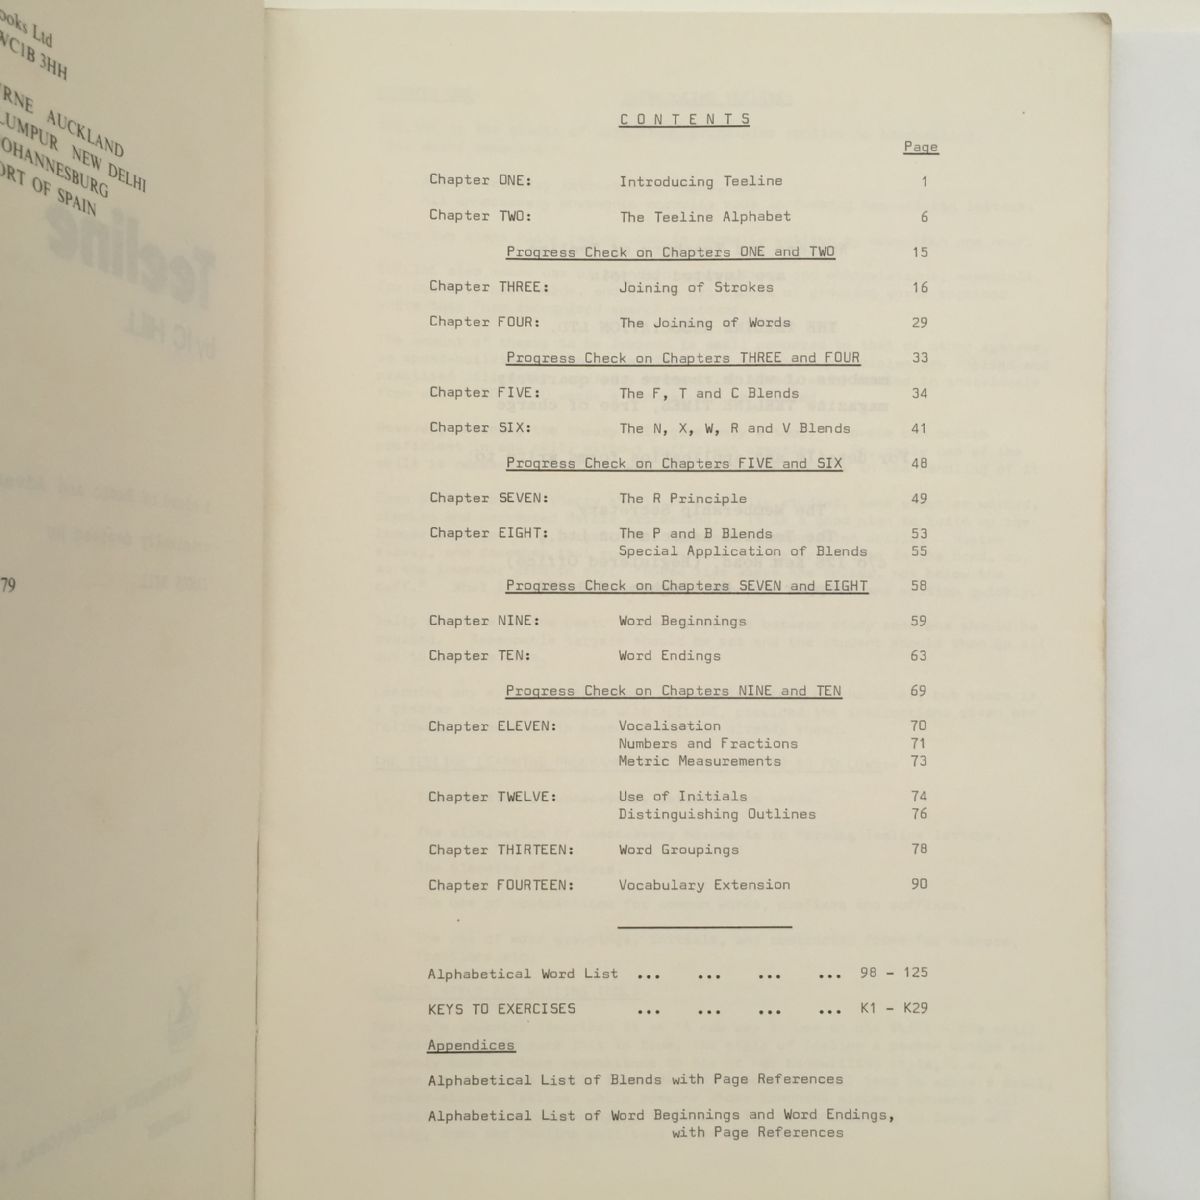 ooks Ltd
WC1B 3HH
AUCKLAND
LUMPUR NEW DELHI
JOHANNESBURG
ORT OF SPAIN
79
CONTENTS
Page
Chapter ONE: Introducing Teeline 1
Chapter TWO: The Teeline Alphabet 6
Progress Check on Chapters ONE and TWO 15
Chapter THREE: Joining of Strokes 16
Chapter FOUR: The Joining of Words 29
Progress Check on Chapters THREE and FOUR 33
Chapter FIVE: The F, T and C Blends 34
Chapter SIX: The N, X, W, R and V Blends 41
Progress Check on Chapters FIVE and SIX 48
Chapter SEVEN: The R Principle 49
Chapter EIGHT: The P and B Blends 53
Special Application of Blends 55
Progress Check on Chapters SEVEN and EIGHT 58
Chapter NINE: Word Beginnings 59
Chapter TEN: Word Endings 63
Progress Check on Chapters NINE and TEN 69
Chapter ELEVEN: Vocalisation 70
Numbers and Fractions 71
Metric Measurements 73
Chapter TWELVE: Use of Initials 74
Distinguishing Outlines 76
Chapter THIRTEEN: Word Groupings 78
Chapter FOURTEEN: Vocabulary Extension 90
Alphabetical Word List ... ... ... ... 98 - 125
KEYS TO EXERCISES ... ... ... ... K1 - K29
Appendices
Alphabetical List of Blends with Page References
Alphabetical List of Word Beginnings and Word Endings,
with Page References